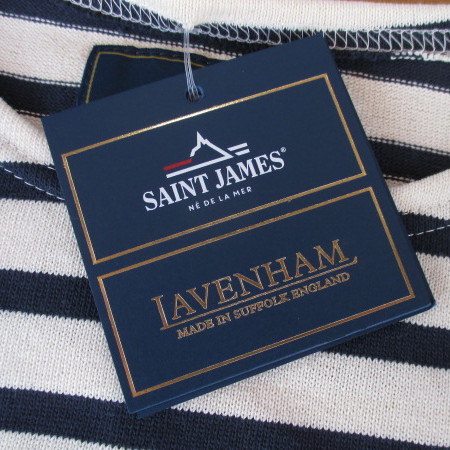 SAINT JAMES®
NÉ DE LA MER
LAVENHAM
MADE IN SUFFOLK ENGLAND